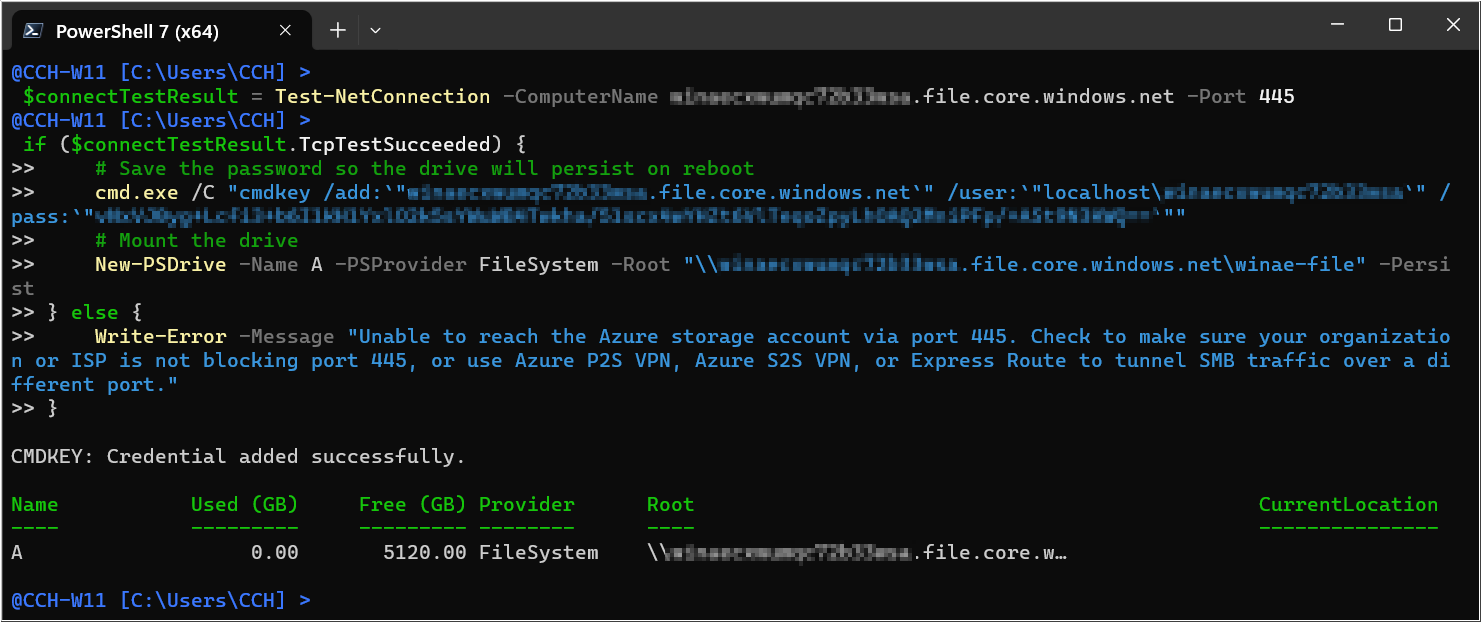 PowerShell 7 (x64)
@CCH-W11 [C:\Users\CCH] >
$connectTestResult = Test-NetConnection -ComputerName .file.core.windows.net -Port 445
@CCH-W11 [C:\Users\CCH] >
if ($connectTestResult.TcpTestSucceeded) {
>>     # Save the password so the drive will persist on reboot
>>     cmd.exe /C "cmdkey /add:`".file.core.windows.net`" /user:`"localhost\`" /
pass:`"`""
>>     # Mount the drive
>>     New-PSDrive -Name A -PSProvider FileSystem -Root "\\.file.core.windows.net\winae-file" -Persi
st
>> } else {
>>     Write-Error -Message "Unable to reach the Azure storage account via port 445. Check to make sure your organizatio
n or ISP is not blocking port 445, or use Azure P2S VPN, Azure S2S VPN, or Express Route to tunnel SMB traffic over a di
fferent port."
>> }
CMDKEY: Credential added successfully.
Name           Used (GB)     Free (GB) Provider      Root                                               CurrentLocation
----           ---------     --------- --------      ----                                               ---------------
A                   0.00       5120.00 FileSystem    \\.file.core.w…
@CCH-W11 [C:\Users\CCH] >